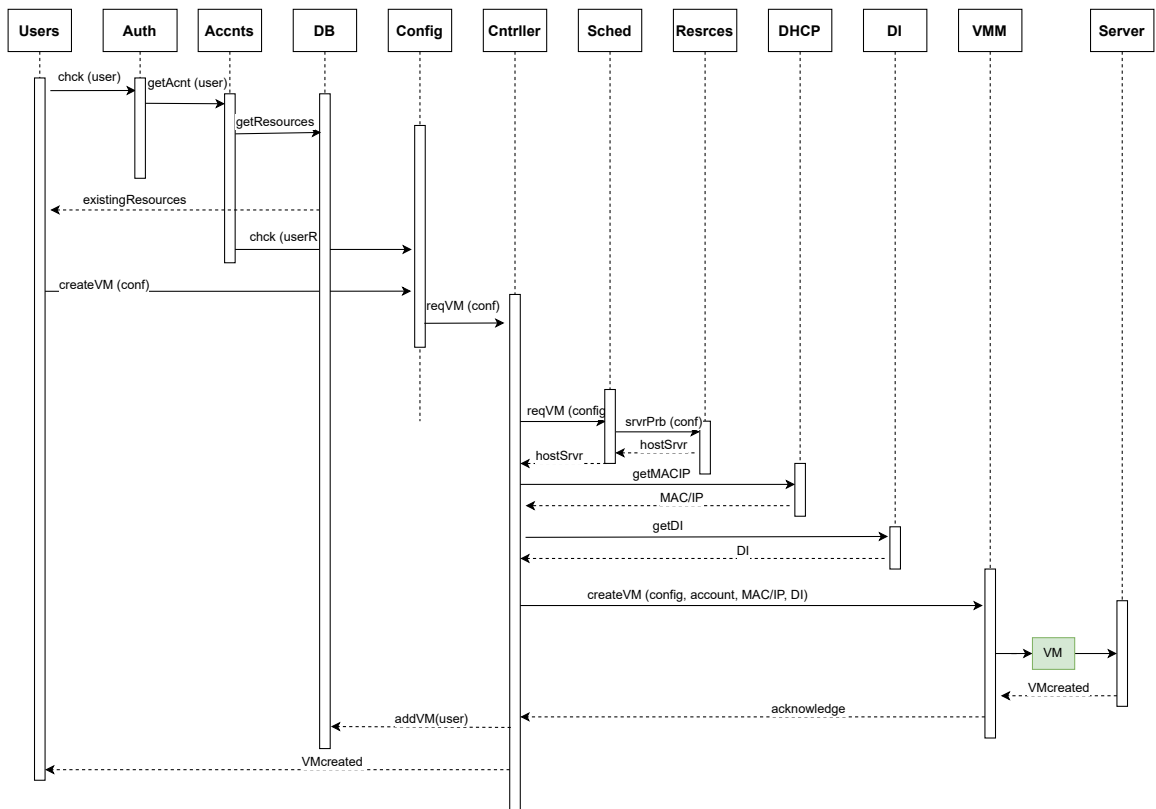 Users
Auth
Accnts
DB
Config
Cntrller
Sched
Resrces
DHCP
DI
VMM
Server
chck (user)
getAcnt (user)
getResources
existingResources
chck (userR
createVM (conf)
reqVM (conf)
reqVM (config
srvrPrb (conf)
hostSrvr
hostSrvr
getMACIP
MAC/IP
getDI
DI
createVM (config, account, MAC/IP, DI)
VM
VMcreated
acknowledge
addVM(user)
VMcreated